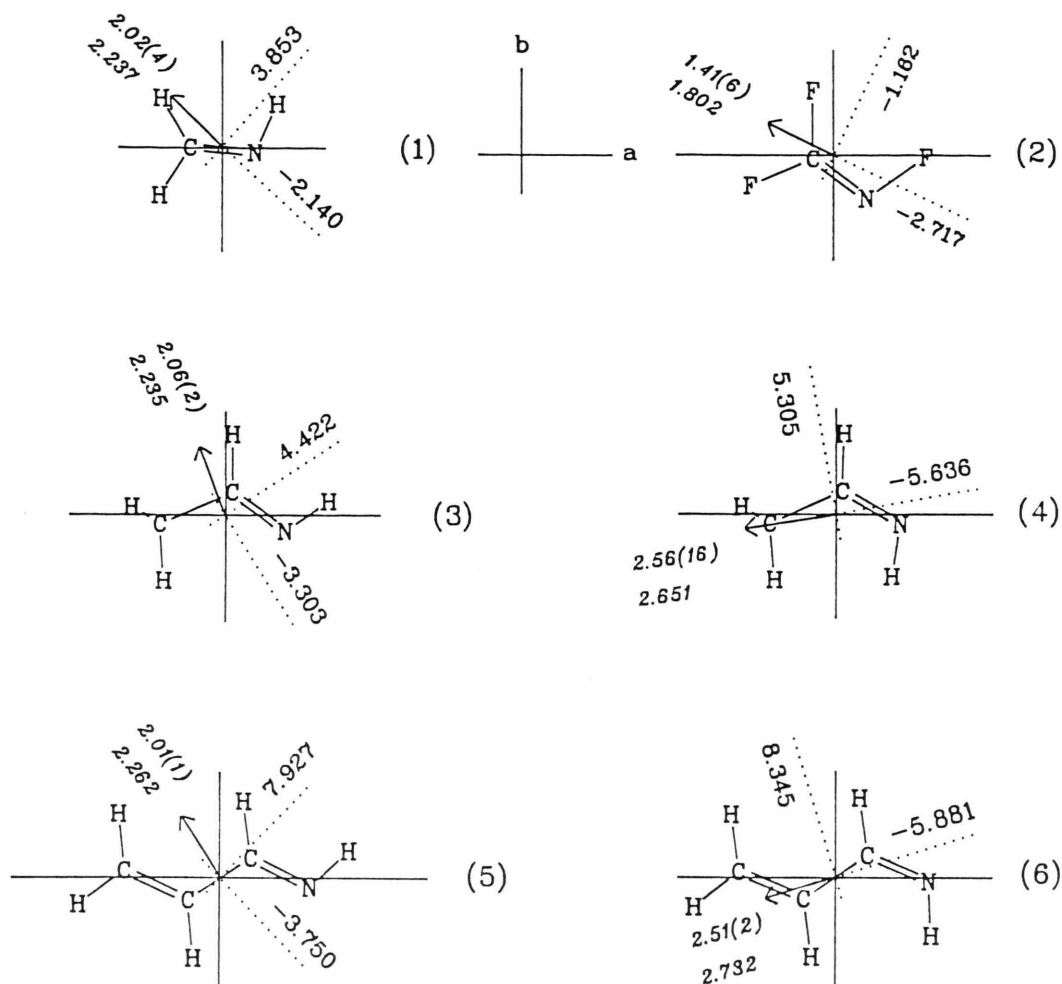 2.02(4)
2.237
3.853
H
H
C
N
H
-2.140
(1)
b
a
1.41(6)
1.802
-1.162
F
C
F
F
N
-2.717
(2)
2.06(2)
2.235
4.422
H
H
C
C
N
H
H
-3.303
(3)
5.305
H
-5.636
H
C
C
N
H
H
2.56(16)
2.651
(4)
2.01(1)
2.262
7.927
H
H
C
C
H
H
C
N
H
-3.750
(5)
8.345
H
H
-5.881
C
C
H
C
N
H
H
2.51(2)
2.732
(6)